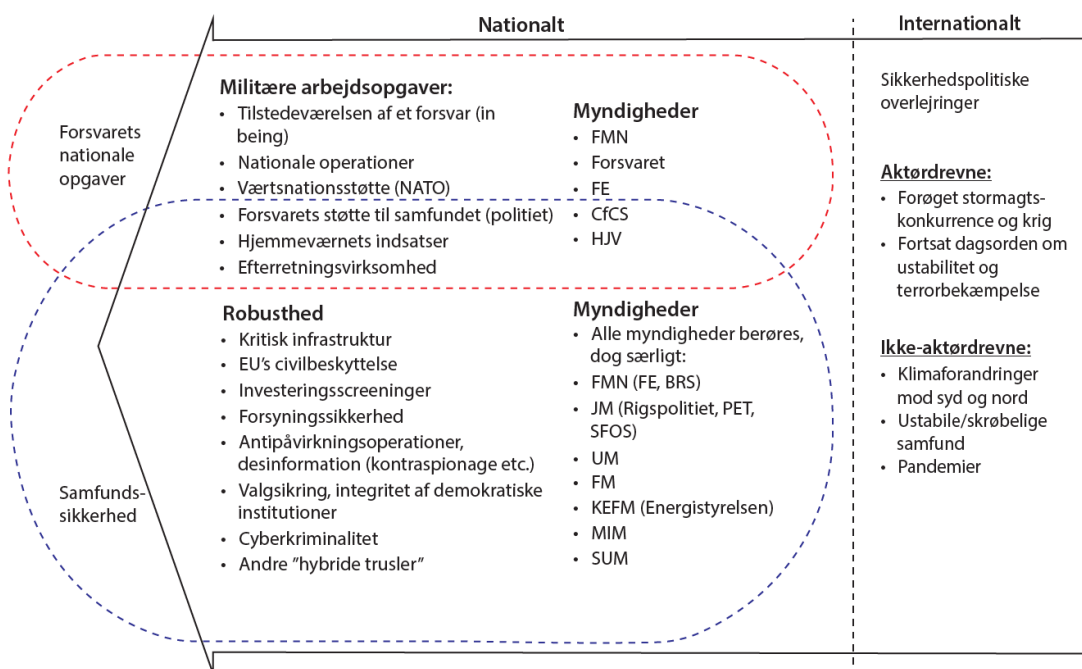 Nationalt
Internationalt
Forsvarets
nationale
opgaver
Militære arbejdsopgaver:
• Tilstedeværelsen af et forsvar (in
being)
• Nationale operationer
• Værtsnationsstøtte (NATO)
• Forsvarets støtte til samfundet (politiet)
• Hjemmeværnets indsatser
• Efterretningsvirksomhed
Myndigheder
• FMN
• Forsvaret
• FE
• CfCS
• HJV
Samfunds-
sikkerhed
Robusthed
• Kritisk infrastruktur
• EU's civilbeskyttelse
• Investeringsscreeninger
• Forsyningssikkerhed
• Antipåvirkningsoperationer,
desinformation (kontraspionage etc.)
• Valgsikring, integritet af demokratiske
institutioner
• Cyberkriminalitet
• Andre ”hybride trusler”
Myndigheder
• Alle myndigheder berøres,
dog særligt:
• FMN (FE, BRS)
• JM (Rigspolitiet, PET,
SFOS)
• UM
• FM
• KEFM (Energistyrelsen)
• MIM
• SUM
Sikkerhedspolitiske
overlejringer
Aktørdrevne:
• Forøget stormagts-
konkurrence og krig
• Fortsat dagsorden om
ustabilitet og
terrorbekæmpelse
Ikke-aktørdrevne:
• Klimaforandringer
mod syd og nord
• Ustabile/skrøbelige
samfund
• Pandemier